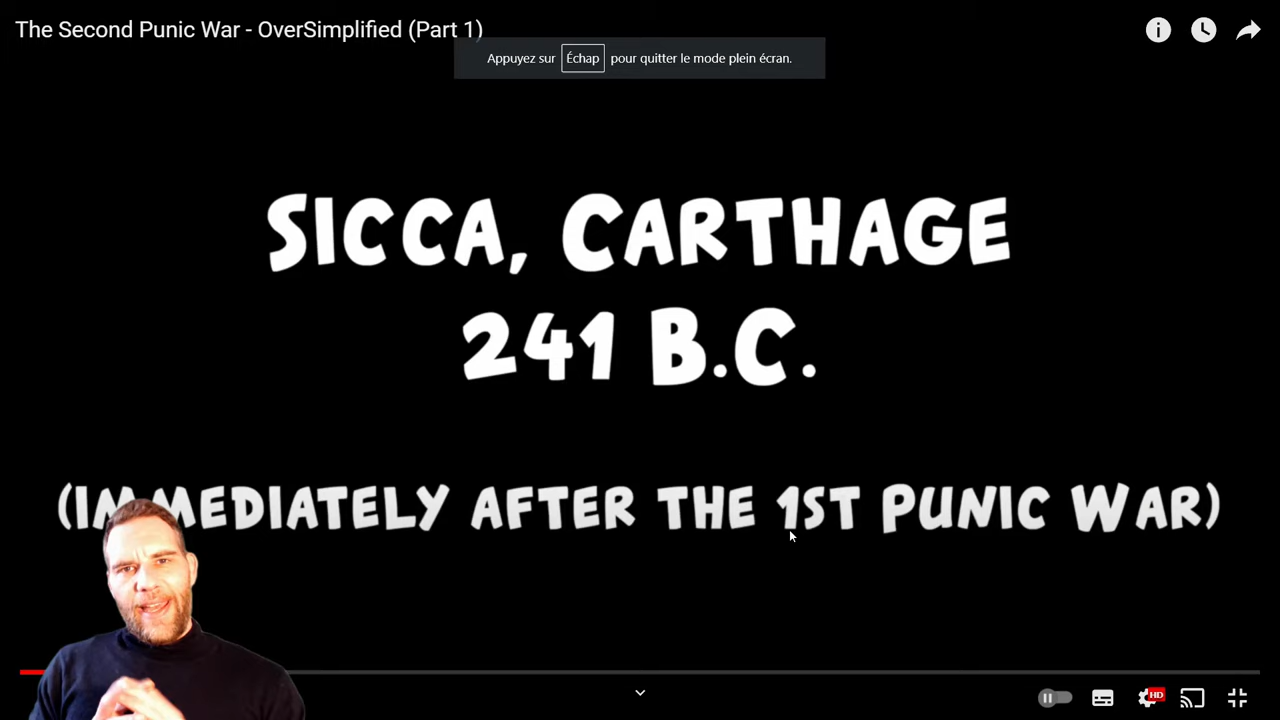 The Second Punic War - OverSimplified (Part 1)
Appuyez sur Échap pour quitter le mode plein écran.
SICCA, CARTHAGE
241 B.C.
(IMMEDIATELY AFTER THE 1ST PUNIC WAR)
HD